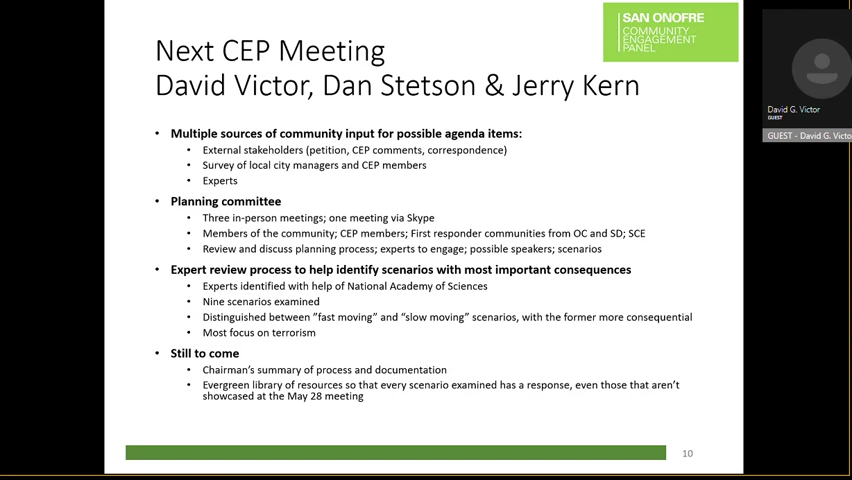 SAN ONOFRE
COMMUNITY
ENGAGEMENT
PANEL
Next CEP Meeting
David Victor, Dan Stetson & Jerry Kern
• Multiple sources of community input for possible agenda items:
• External stakeholders (petition, CEP comments, correspondence)
• Survey of local city managers and CEP members
• Experts
• Planning committee
• Three in-person meetings; one meeting via Skype
• Members of the community; CEP members; First responder communities from OC and SD; SCE
• Review and discuss planning process; experts to engage; possible speakers; scenarios
• Expert review process to help identify scenarios with most important consequences
• Experts identified with help of National Academy of Sciences
• Nine scenarios examined
• Distinguished between ”fast moving” and “slow moving” scenarios, with the former more consequential
• Most focus on terrorism
• Still to come
• Chairman’s summary of process and documentation
• Evergreen library of resources so that every scenario examined has a response, even those that aren’t
showcased at the May 28 meeting
10
David G. Victor
GUEST
GUEST - David G. Victo